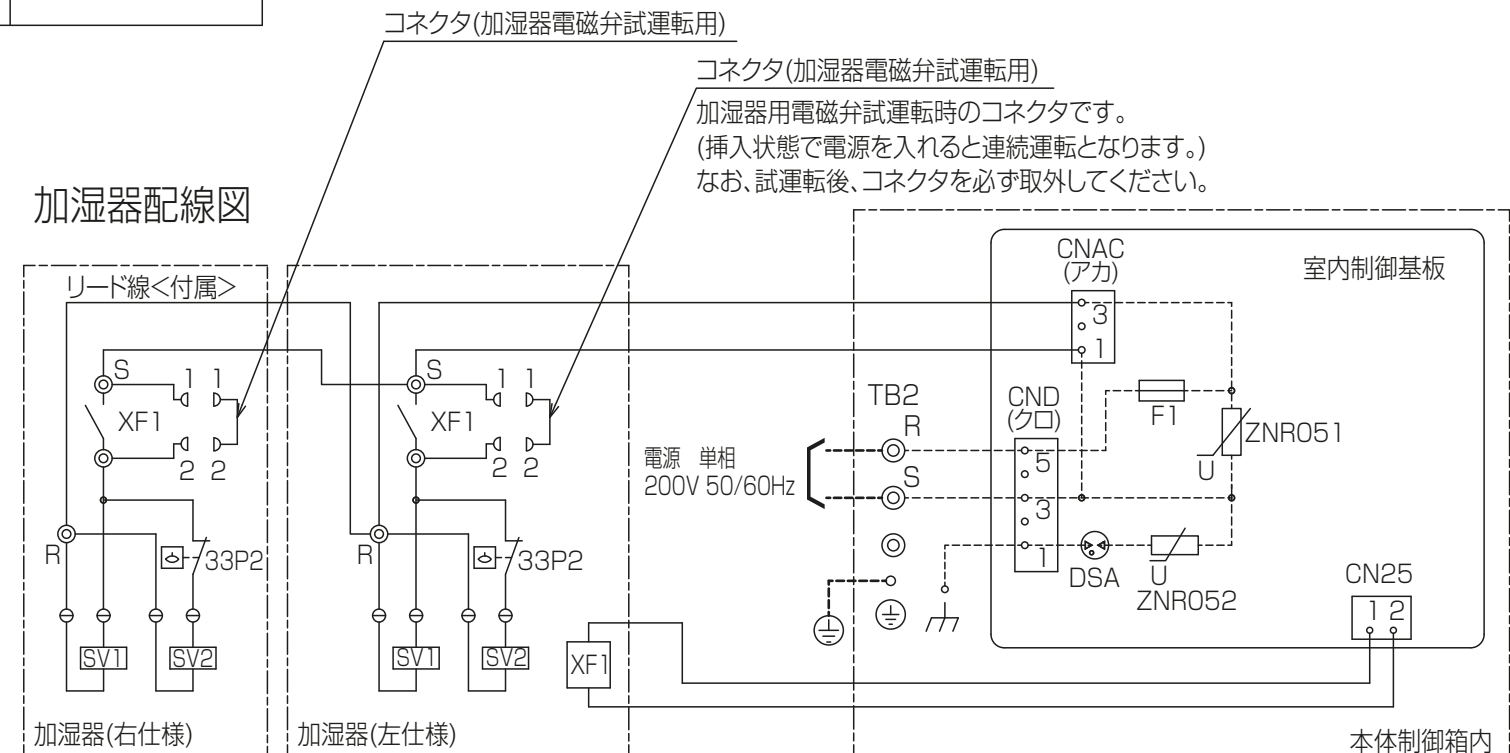 コネクタ(加湿器電磁弁試運転用)
コネクタ(加湿器電磁弁試運転用)
加湿器用電磁弁試運転時のコネクタです。
(挿入状態で電源を入れると連続運転となります。)
なお、試運転後、コネクタを必ず取外してください。
加湿器配線図
リード線<付属>
S
1 1
XF1
2 2
R
33P2
SV1
SV2
加湿器(右仕様)
S
1 1
XF1
2 2
R
33P2
SV1
SV2
XF1
加湿器(左仕様)
電源 単相
200V 50/60Hz
TB2
R
S
室内制御基板
CNAC
(アカ)
3
1
CND
(クロ)
5
3
1
F1
ZNR051
U
DSA
U
ZNR052
CN25
1 2
本体制御箱内